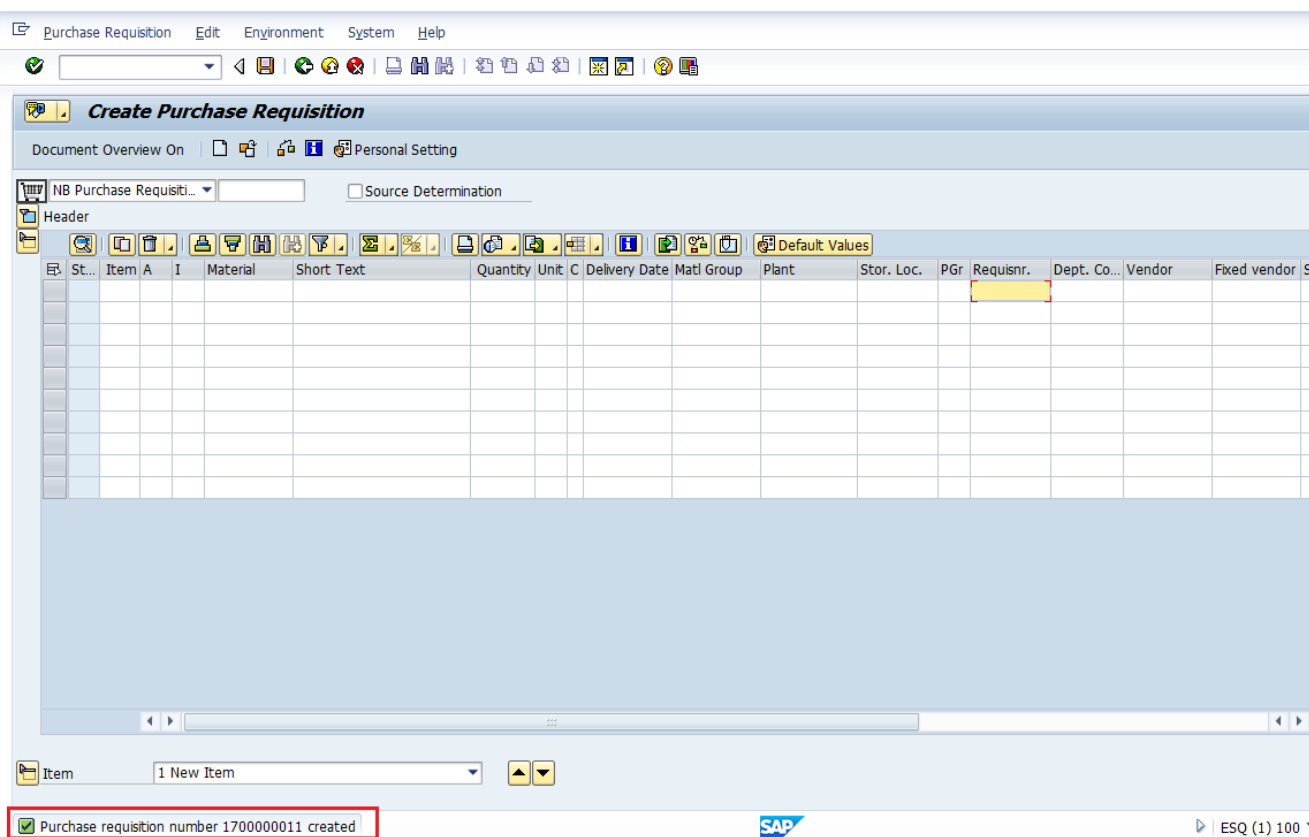 Purchase Requisition Edit Environment System Help
Create Purchase Requisition
Document Overview On Personal Setting
NB Purchase Requisiti... Source Determination
Header
Default Values
St... Item A I Material Short Text Quantity Unit C Delivery Date Matl Group Plant Stor. Loc. PGr Requisnr. Dept. Co... Vendor Fixed vendor S
Item 1 New Item
Purchase requisition number 1700000011 created SAP ESQ (1) 100